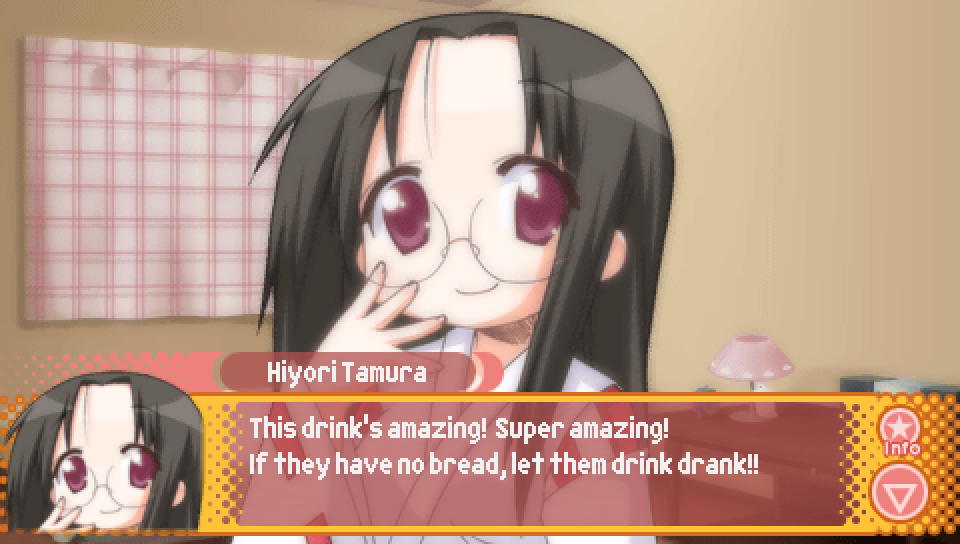 Hiyori Tamura
This drink's amazing! Super amazing!
If they have no bread, let them drink drank!!
Info